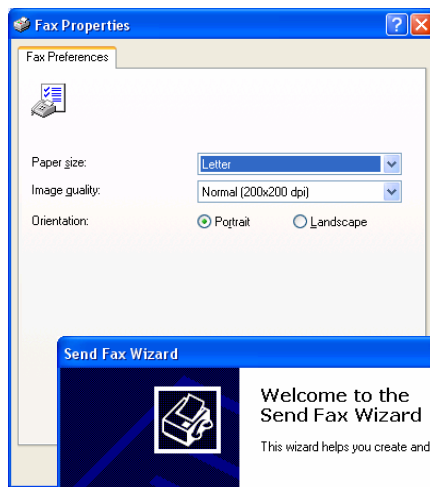 Fax Properties
Fax Preferences
Paper size: Letter
Image quality: Normal (200x200 dpi)
Orientation: Portrait Landscape
Send Fax Wizard
Welcome to the
Send Fax Wizard
This wizard helps you create and